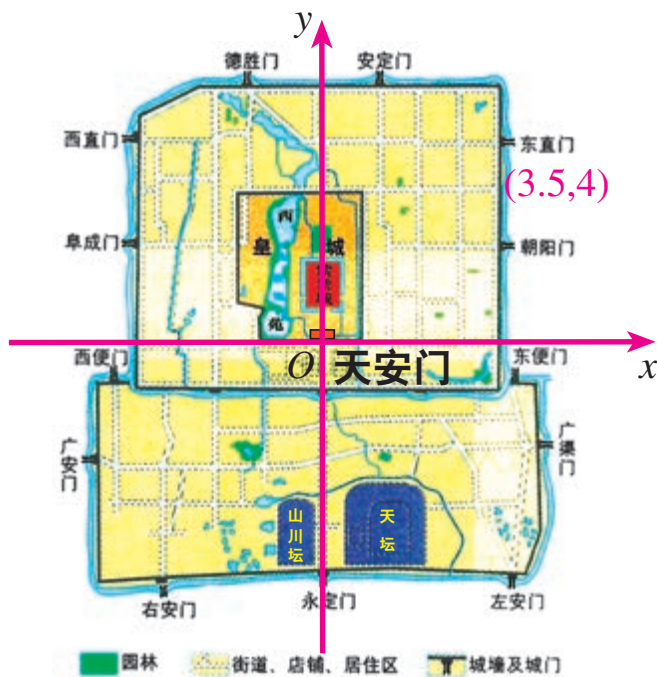 y
德胜门 安定门
西直门 东直门
(3.5,4)
西
皇 城
紫禁城
阜成门 朝阳门
苑
西便门 O 天安门 东便门 x
广安门 广渠门
山川坛 天坛
右安门 永定门 左安门
园林 街道、店铺、居住区 城墙及城门